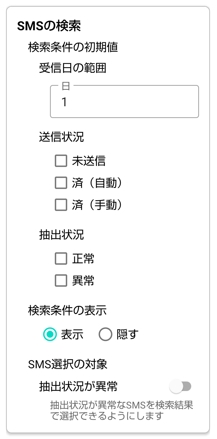 SMSの検索
検索条件の初期値
受信日の範囲
日
1
送信状況
未送信
済（自動）
済（手動）
抽出状況
正常
異常
検索条件の表示
表示
隠す
SMS選択の対象
抽出状況が異常
抽出状況が異常なSMSを検索結果
で選択できるようにします